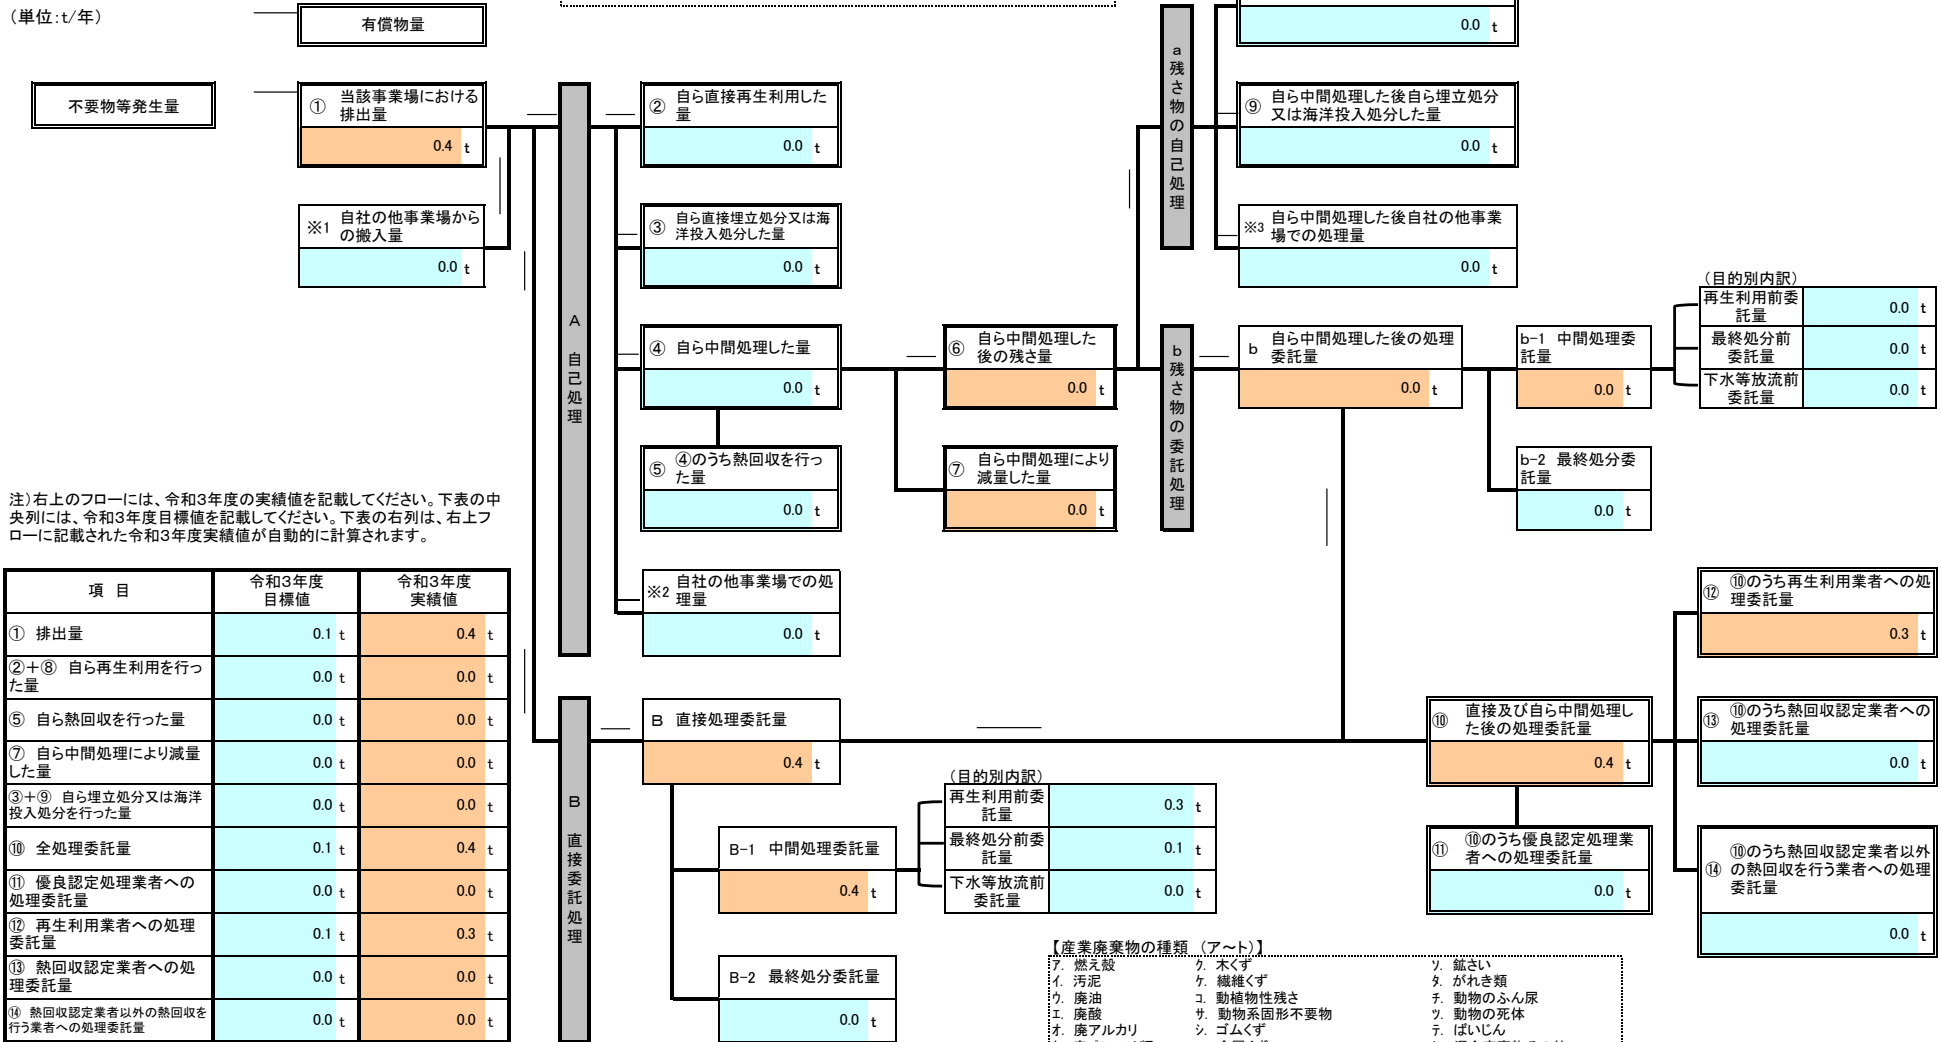 （単位：t/年）
有償物量
0.0 t
不要物等発生量
① 当該事業場における
排出量
0.4 t
② 自ら直接再生利用した
量
0.0 t
a 残さ物の自己処理
⑨ 自ら中間処理した後自ら埋立処分
又は海洋投入処分した量
0.0 t
※1 自社の他事業場から
の搬入量
0.0 t
③ 自ら直接埋立処分又は海
洋投入処分した量
0.0 t
※3 自ら中間処理した後自社の他事業
場での処理量
0.0 t
A 自己処理
④ 自ら中間処理した量
0.0 t
⑥ 自ら中間処理した
後の残さ量
0.0 t
b 残さ物の委託処理
b 自ら中間処理した後の処理
委託量
0.0 t
b-1 中間処理委
託量
0.0 t
（目的別内訳）
再生利用前委
託量
0.0 t
最終処分前
委託量
0.0 t
下水等放流前
委託量
0.0 t
⑤ ④のうち熱回収を行っ
た量
0.0 t
⑦ 自ら中間処理により
減量した量
0.0 t
b-2 最終処分委
託量
0.0 t
注）右上のフローには、令和3年度の実績値を記載してください。下表の中
央列には、令和3年度目標値を記載してください。下表の右列は、右上フ
ローに記載された令和3年度実績値が自動的に計算されます。
※2 自社の他事業場での処
理量
0.0 t
項 目 令和3年度
目標値 令和3年度
実績値
① 排出量 0.1 t 0.4 t
②＋⑧ 自ら再生利用を行っ
た量 0.0 t 0.0 t
⑤ 自ら熱回収を行った量 0.0 t 0.0 t
⑦ 自ら中間処理により減量
した量 0.0 t 0.0 t
③＋⑨ 自ら埋立処分又は海洋
投入処分を行った量 0.0 t 0.0 t
⑩ 全処理委託量 0.1 t 0.4 t
⑪ 優良認定処理業者への
処理委託量 0.0 t 0.0 t
⑫ 再生利用業者への処理
委託量 0.1 t 0.3 t
⑬ 熱回収認定業者への処
理委託量 0.0 t 0.0 t
⑭ 熱回収認定業者以外の熱回収を
行う業者への処理委託量 0.0 t 0.0 t
B 直接委託処理
B 直接処理委託量
0.4 t
B-1 中間処理委託量
0.4 t
（目的別内訳）
再生利用前委
託量
0.3 t
最終処分前委
託量
0.1 t
下水等放流前
委託量
0.0 t
B-2 最終処分委託量
0.0 t
⑩ 直接及び自ら中間処理し
た後の処理委託量
0.4 t
⑪ ⑩のうち優良認定処理業
者への処理委託量
0.0 t
⑫ ⑩のうち再生利用業者への処
理委託量
0.3 t
⑬ ⑩のうち熱回収認定業者への
処理委託量
0.0 t
⑭ ⑩のうち熱回収認定業者以外
の熱回収を行う業者への処理
委託量
0.0 t
【産業廃棄物の種類 （ア～ト）】
ア. 燃え殻 ク. 木くず ソ. 鉱さい
イ. 汚泥 ケ. 繊維くず タ. がれき類
ウ. 廃油 コ. 動植物性残さ チ. 動物のふん尿
エ. 廃酸 サ. 動物系固形不要物 ツ. 動物の死体
オ. 廃アルカリ シ. ゴムくず テ. ばいじん